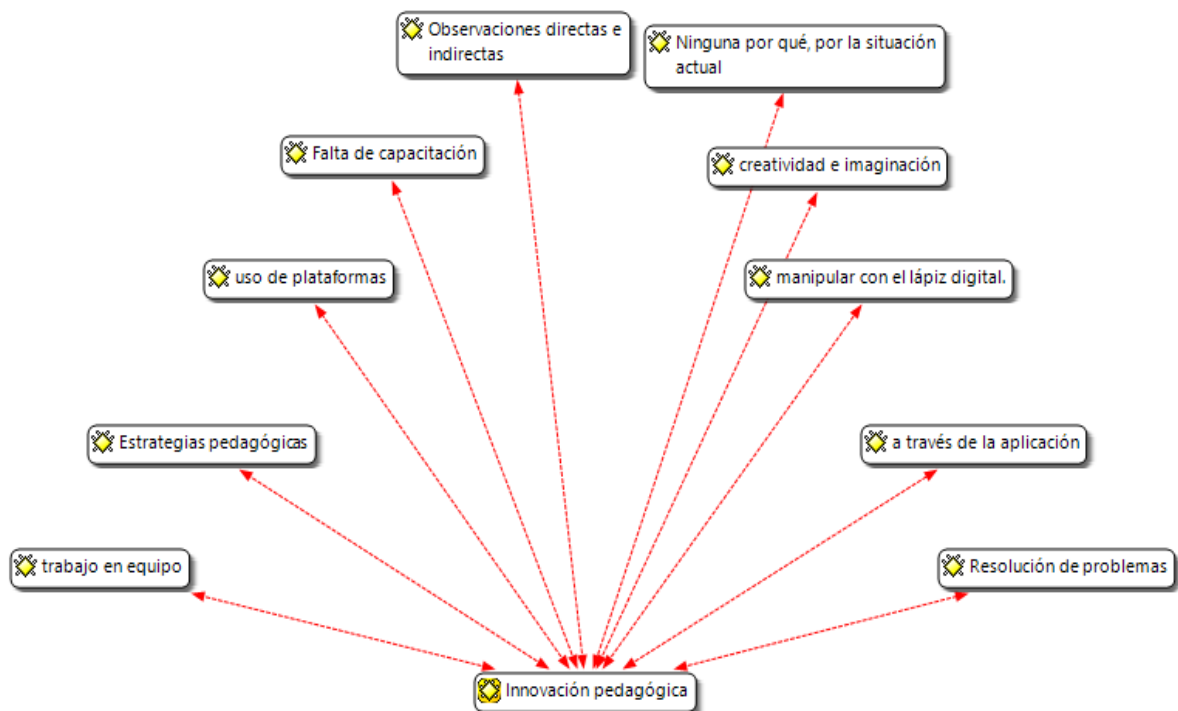 Observaciones directas e
indirectas
Ninguna por qué, por la situación
actual
Falta de capacitación
creatividad e imaginación
uso de plataformas
manipular con el lápiz digital.
Estrategias pedagógicas
a través de la aplicación
trabajo en equipo
Resolución de problemas
Innovación pedagógica